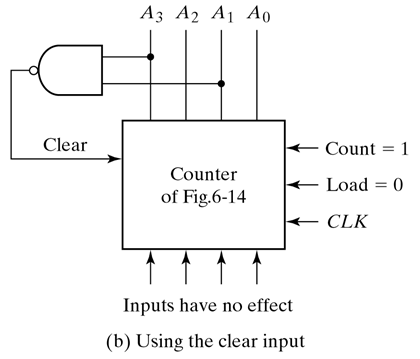 A3 A2 A1 A0
Clear
Count = 1
Counter
of Fig.6-14
Load = 0
CLK
Inputs have no effect
(b) Using the clear input